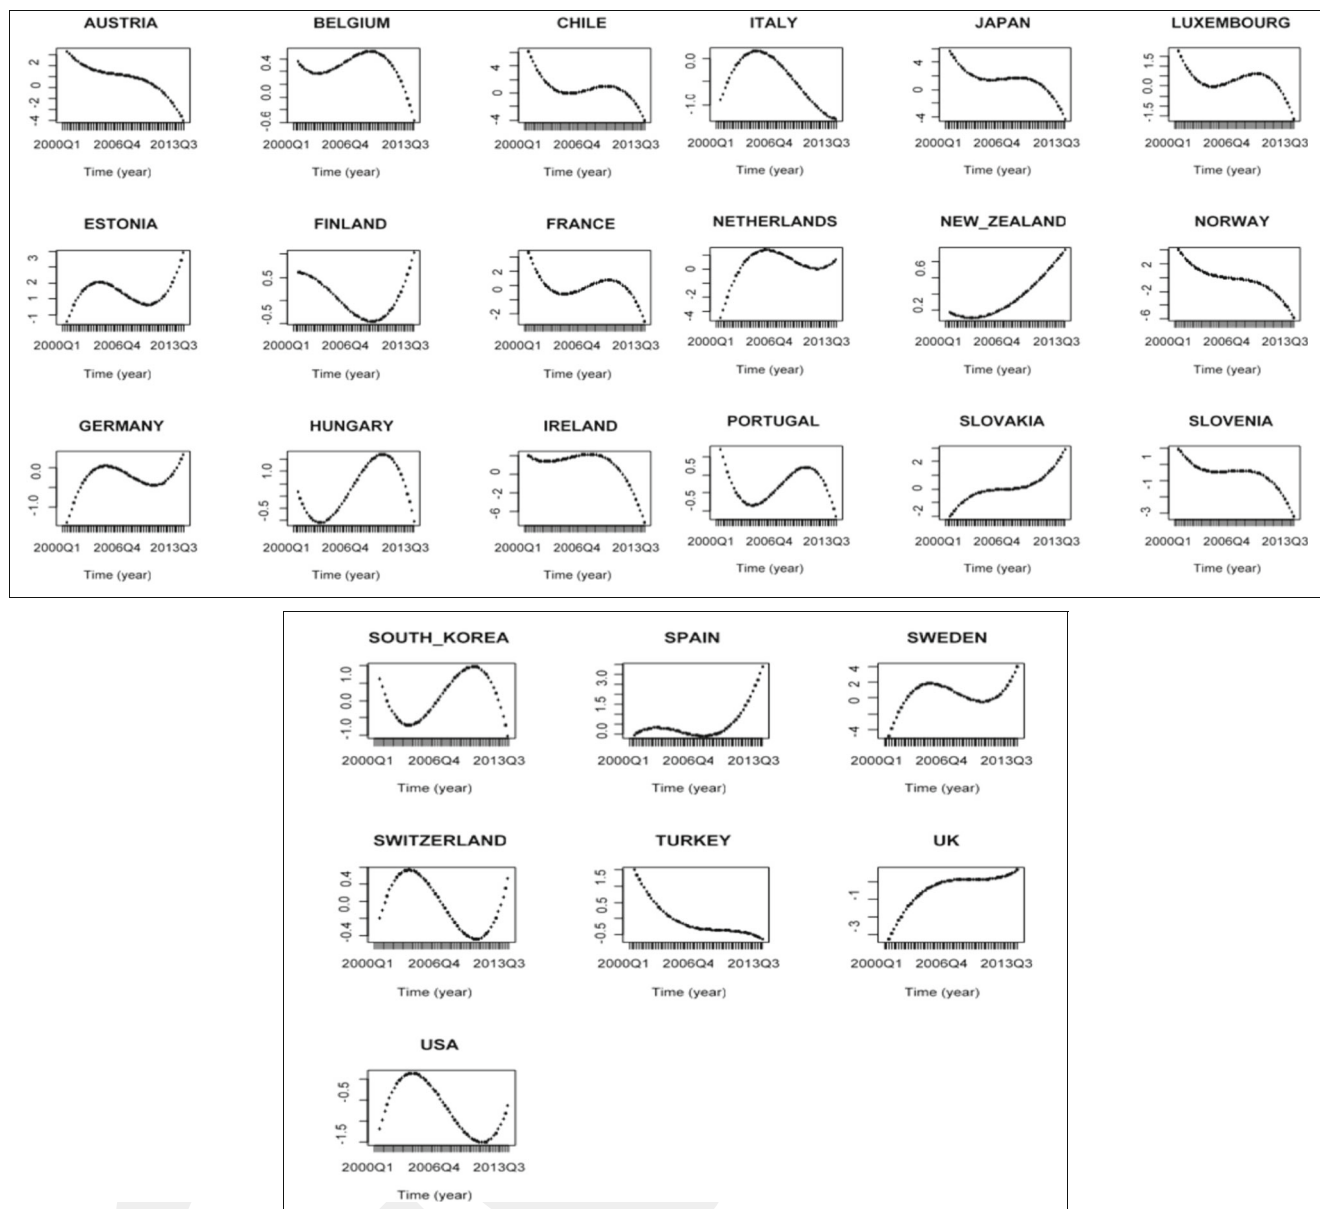 AUSTRIA BELGIUM CHILE ITALY JAPAN LUXEMBOURG
2 0 -2 -4
0.4 0.0 -0.6
4 0 -4
0.0 -1.0
4 0 -4
1.5 0.5 -1.5
2000Q1 2006Q4 2013Q3 2000Q1 2006Q4 2013Q3 2000Q1 2006Q4 2013Q3 2000Q1 2006Q4 2013Q3 2000Q1 2006Q4 2013Q3 2000Q1 2006Q4 2013Q3
Time (year) Time (year) Time (year) Time (year) Time (year) Time (year)
ESTONIA FINLAND FRANCE NETHERLANDS NEW_ZEALAND NORWAY
3 1 -1
0.5 -0.5
2 0 -2
0 -2 -4
0.6 0.2
2 -2 -6
2000Q1 2006Q4 2013Q3 2000Q1 2006Q4 2013Q3 2000Q1 2006Q4 2013Q3 2000Q1 2006Q4 2013Q3 2000Q1 2006Q4 2013Q3 2000Q1 2006Q4 2013Q3
Time (year) Time (year) Time (year) Time (year) Time (year) Time (year)
GERMANY HUNGARY IRELAND PORTUGAL SLOVAKIA SLOVENIA
0.0 -1.0
1.0 -0.5
0 -2 -6
0.5 -0.5
2 0 -2
1 -1 -3
2000Q1 2006Q4 2013Q3 2000Q1 2006Q4 2013Q3 2000Q1 2006Q4 2013Q3 2000Q1 2006Q4 2013Q3 2000Q1 2006Q4 2013Q3 2000Q1 2006Q4 2013Q3
Time (year) Time (year) Time (year) Time (year) Time (year) Time (year)
SOUTH_KOREA SPAIN SWEDEN
1.0 0.0 -1.0
3.0 1.5 0.0
4 2 0 -4
2000Q1 2006Q4 2013Q3 2000Q1 2006Q4 2013Q3 2000Q1 2006Q4 2013Q3
Time (year) Time (year) Time (year)
SWITZERLAND TURKEY UK
0.4 0.0 -0.4
1.5 0.5 -0.5
-1 -3
2000Q1 2006Q4 2013Q3 2000Q1 2006Q4 2013Q3 2000Q1 2006Q4 2013Q3
Time (year) Time (year) Time (year)
USA
-0.5 -1.5
2000Q1 2006Q4 2013Q3
Time (year)